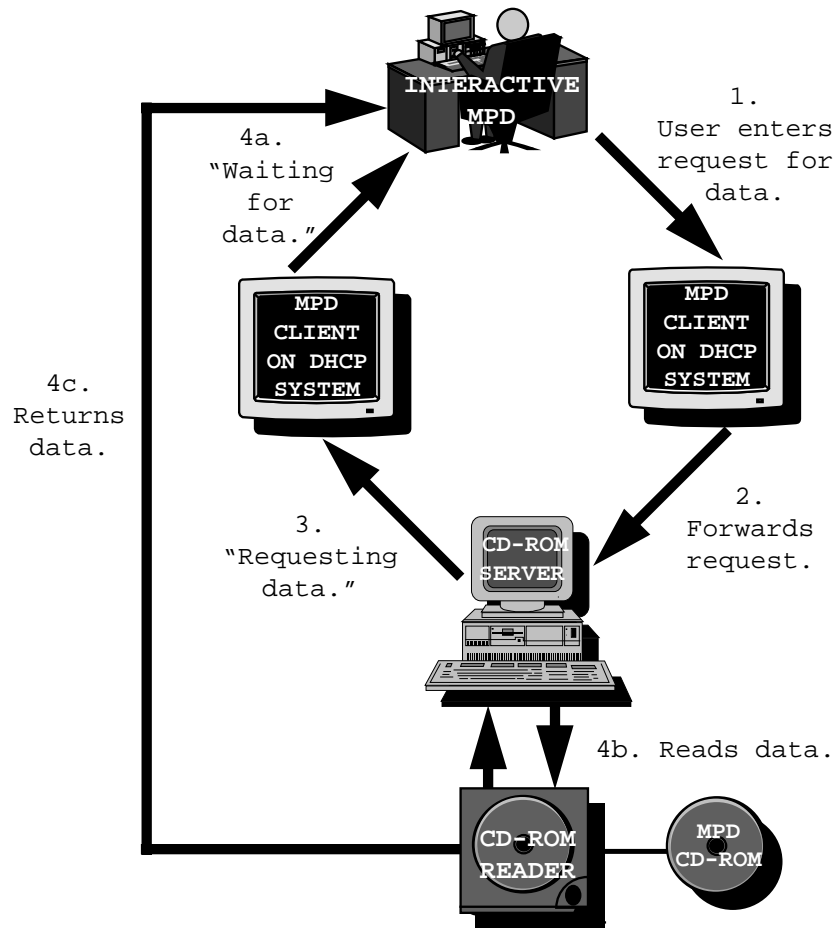 INTERACTIVE
MPD
1.
User enters
request for
data.
4a.
“Waiting
for
data.”
MPD
CLIENT
ON DHCP
SYSTEM
MPD
CLIENT
ON DHCP
SYSTEM
4c.
Returns
data.
2.
Forwards
request.
3.
“Requesting
data.”
CD-ROM
SERVER
4b. Reads data.
CD-ROM
READER
MPD
CD-ROM